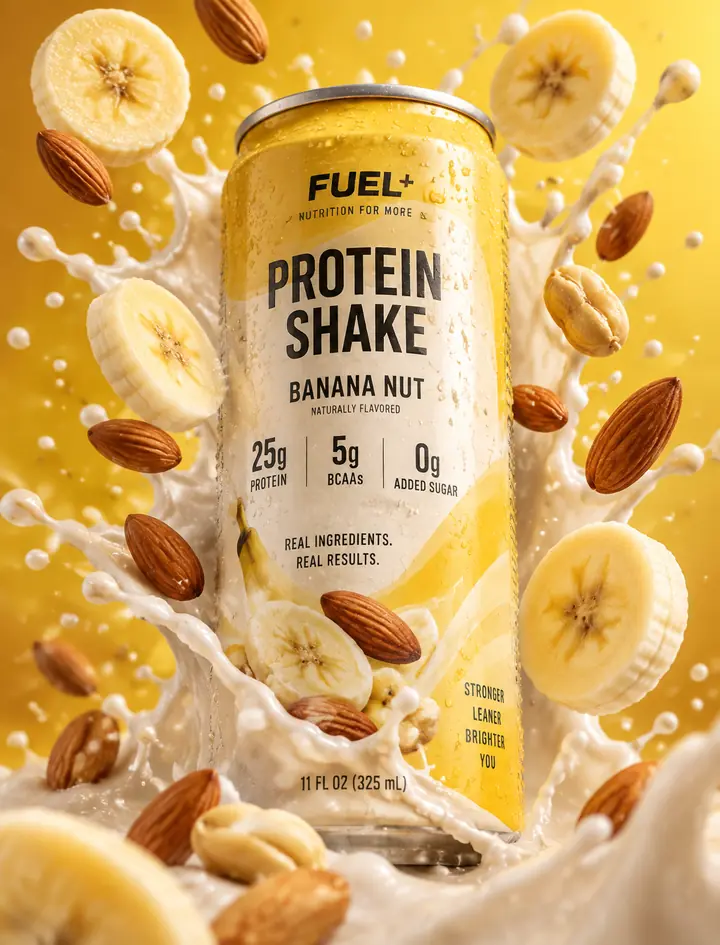 FUEL+
NUTRITION FOR MORE
PROTEIN
SHAKE
BANANA NUT
NATURALLY FLAVORED
25g
PROTEIN
5g
BCAAs
0g
ADDED SUGAR
REAL INGREDIENTS.
REAL RESULTS.
STRONGER
LEANER
BRIGHTER
YOU
11 FL OZ (325 mL)